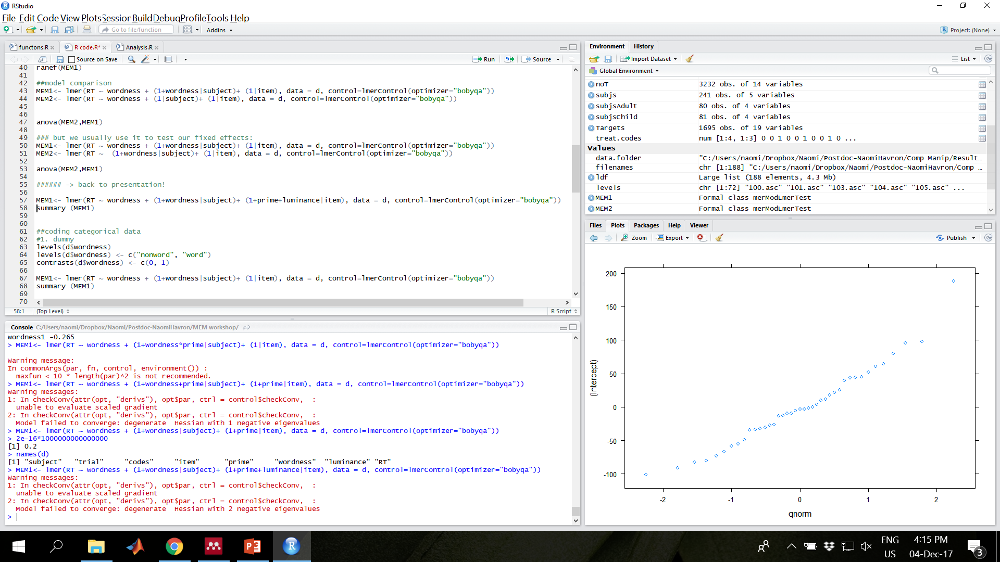 RStudio
File Edit Code View Plots Session Build Debug Profile Tools Help
Go to file/function Addins Project: (None)
functons.R R code.R* Analysis.R
Source on Save Run Source
40 ranef(MEM1)
41
42 ##model comparison
43 MEM1<- lmer(RT ~ wordness + (1+wordness|subject)+ (1|item), data = d, control=lmerControl(optimizer="bobyqa"))
44 MEM2<- lmer(RT ~ wordness + (1|subject)+ (1|item), data = d, control=lmerControl(optimizer="bobyqa"))
45
46
47 anova(MEM2,MEM1)
48
49 ### but we usually use it to test our fixed effects:
50 MEM1<- lmer(RT ~ wordness + (1+wordness|subject)+ (1|item), data = d, control=lmerControl(optimizer="bobyqa"))
51 MEM2<- lmer(RT ~  (1+wordness|subject)+ (1|item), data = d, control=lmerControl(optimizer="bobyqa"))
52
53 anova(MEM2,MEM1)
54
55 ###### -> back to presentation!
56
57 MEM1<- lmer(RT ~ wordness + (1+wordness|subject)+ (1+prime+luminance|item), data = d, control=lmerControl(optimizer="bobyqa"))
58 summary (MEM1)
59
60
61 ##coding categorical data
62 #1. dummy
63 levels(d$wordness)
64 levels(d$wordness) <- c("nonword", "word")
65 contrasts(d$wordness) <- c(0, 1)
66
67 MEM1<- lmer(RT ~ wordness + (1+wordness|subject)+ (1|item), data = d, control=lmerControl(optimizer="bobyqa"))
68 summary (MEM1)
69
70
58:1 (Top Level) R Script
Console C:/Users/naomi/Dropbox/Naomi/Postdoc-NaomiHavron/MEM workshop/
wordness1 -0.265
> MEM1<- lmer(RT ~ wordness + (1+wordness*prime|subject)+ (1|item), data = d, control=lmerControl(optimizer="bobyqa"))
Warning message:
In commonArgs(par, fn, control, environment()) :
maxfun < 10 * length(par)^2 is not recommended.
> MEM1<- lmer(RT ~ wordness + (1+wordness+prime|subject)+ (1+prime|item), data = d, control=lmerControl(optimizer="bobyqa"))
Warning messages:
1: In checkConv(attr(opt, "derivs"), opt$par, ctrl = control$checkConv,  :
unable to evaluate scaled gradient
2: In checkConv(attr(opt, "derivs"), opt$par, ctrl = control$checkConv,  :
Model failed to converge: degenerate  Hessian with 1 negative eigenvalues
> MEM1<- lmer(RT ~ wordness + (1+wordness|subject)+ (1+prime|item), data = d, control=lmerControl(optimizer="bobyqa"))
> 2e-16*1000000000000000
[1] 0.2
> names(d)
[1] "subject"   "trial"     "codes"     "item"      "prime"     "wordness"  "luminance" "RT"
> MEM1<- lmer(RT ~ wordness + (1+wordness|subject)+ (1+prime+luminance|item), data = d, control=lmerControl(optimizer="bobyqa"))
Warning messages:
1: In checkConv(attr(opt, "derivs"), opt$par, ctrl = control$checkConv,  :
unable to evaluate scaled gradient
2: In checkConv(attr(opt, "derivs"), opt$par, ctrl = control$checkConv,  :
Model failed to converge: degenerate  Hessian with 2 negative eigenvalues
>
Environment History
Import Dataset List
Global Environment
noT 3232 obs. of 14 variables
subjs 241 obs. of 5 variables
subjsAdult 80 obs. of 4 variables
subjsChild 81 obs. of 4 variables
Targets 1695 obs. of 19 variables
treat.codes num [1:4, 1:3] 0 0 1 0 0 1 0 0 1 0 ...
Values
data.folder "C:/Users/naomi/Dropbox/Naomi/Postdoc-NaomiHavron/Comp Manip/Result…
filenames chr [1:188] "C:/Users/naomi/Dropbox/Naomi/Postdoc-NaomiHavron/Comp …
ldf Large list (188 elements, 4.3 Mb)
levels chr [1:72] "100.asc" "101.asc" "103.asc" "104.asc" "105.asc" ...
MEM1 Formal class merModLmerTest
MEM2 Formal class merModLmerTest
Files Plots Packages Help Viewer
Zoom Export Publish
200
150
100
50
0
-50
-100
(Intercept)
-2 -1 0 1 2
qnorm
ENG US
4:15 PM
04-Dec-17
3